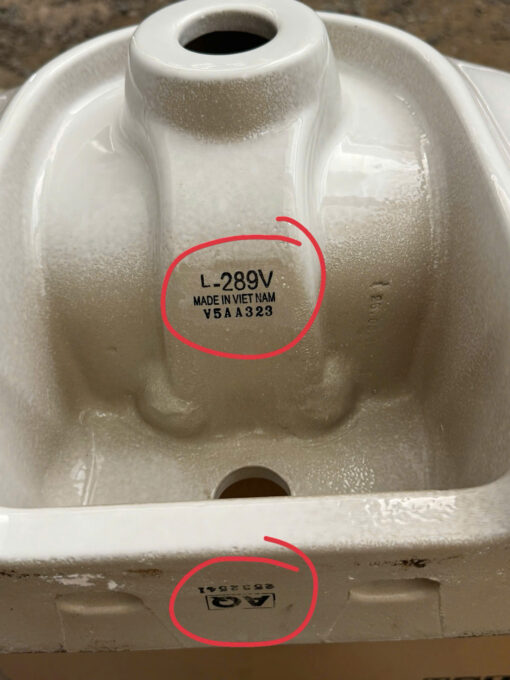 L-289V
MADE IN VIET NAM
V5AA323
AQ